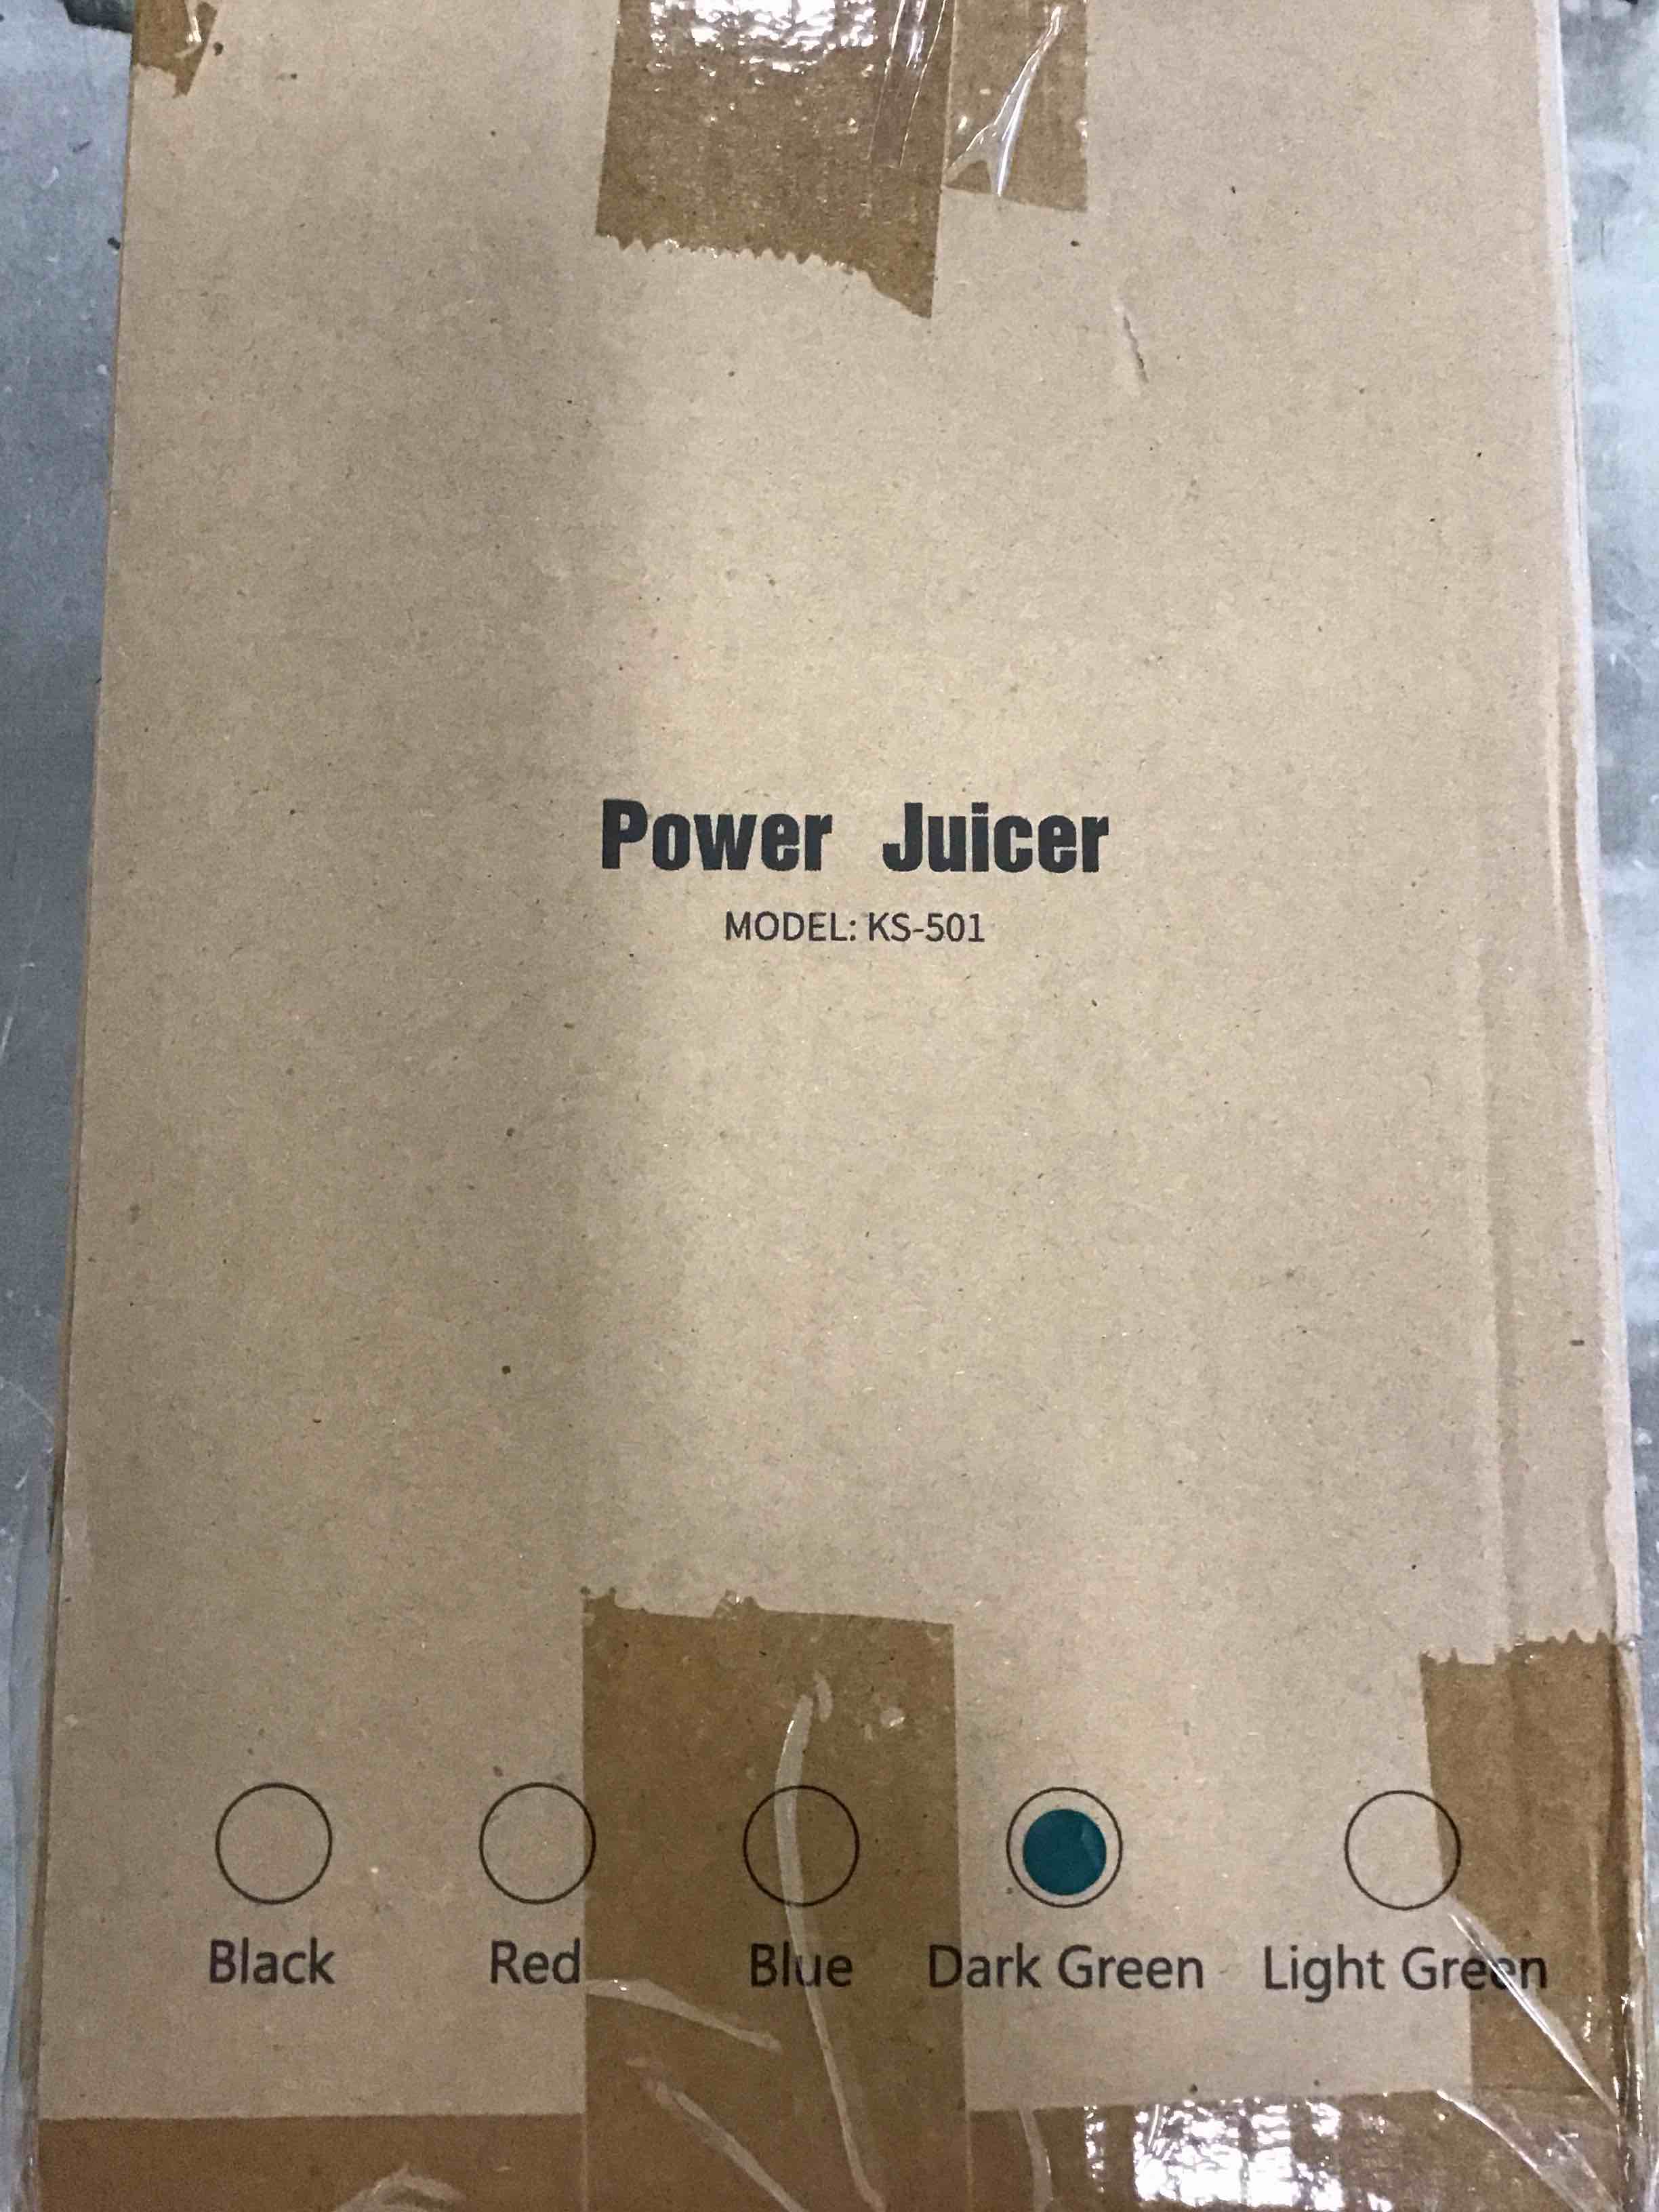 Power Juicer
MODEL: KS-501
Black Red Blue Dark Green Light Green